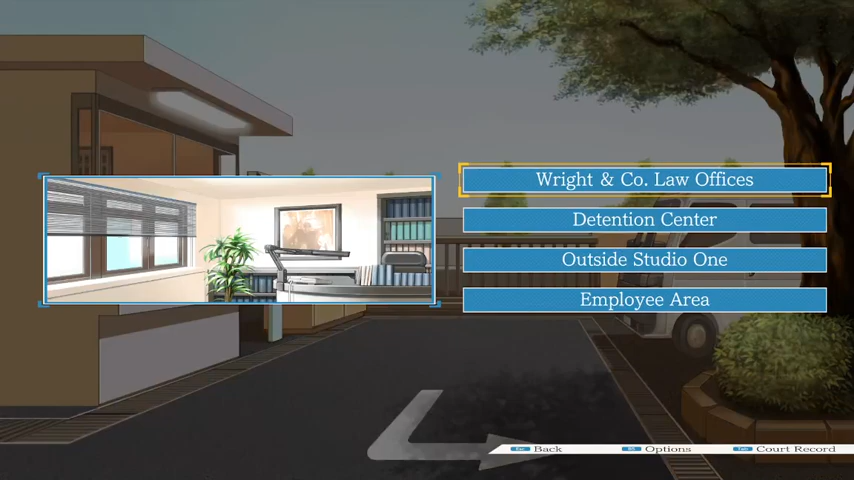 Wright & Co. Law Offices
Detention Center
Outside Studio One
Employee Area
Back
Options
Court Record